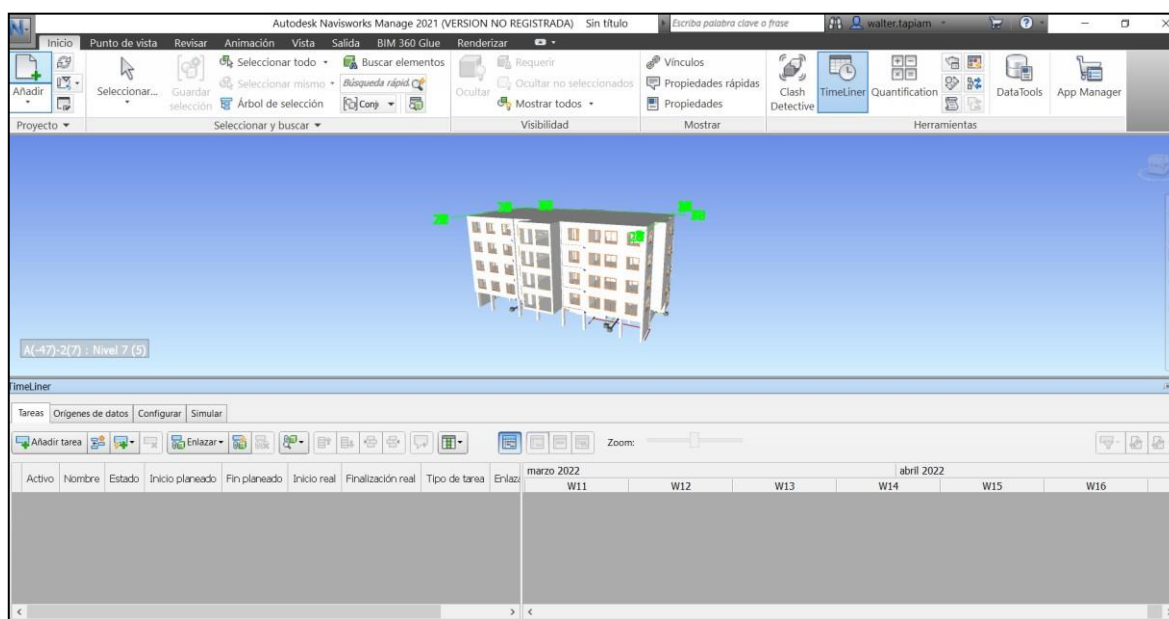 Autodesk Navisworks Manage 2021 (VERSION NO REGISTRADA) Sin título
Escriba palabra clave o frase
walter.tapiam
Inicio Punto de vista Revisar Animación Vista Salida BIM 360 Glue Renderizar
Añadir
Seleccionar...
Guardar selección
Seleccionar todo
Seleccionar mismo
Árbol de selección
Buscar elementos
Búsqueda rápid
Conj
Ocultar
Requerir
Ocultar no seleccionados
Mostrar todos
Vínculos
Propiedades rápidas
Propiedades
Clash Detective
TimeLiner
Quantification
DataTools
App Manager
Proyecto Seleccionar y buscar Visibilidad Mostrar Herramientas
A(-47)-2(7) : Nivel 7 (5)
TimeLiner
Tareas Orígenes de datos Configurar Simular
Añadir tarea Enlazar Zoom:
Activo Nombre Estado Inicio planeado Fin planeado Inicio real Finalización real Tipo de tarea Enlaza
marzo 2022 abril 2022
W11 W12 W13 W14 W15 W16